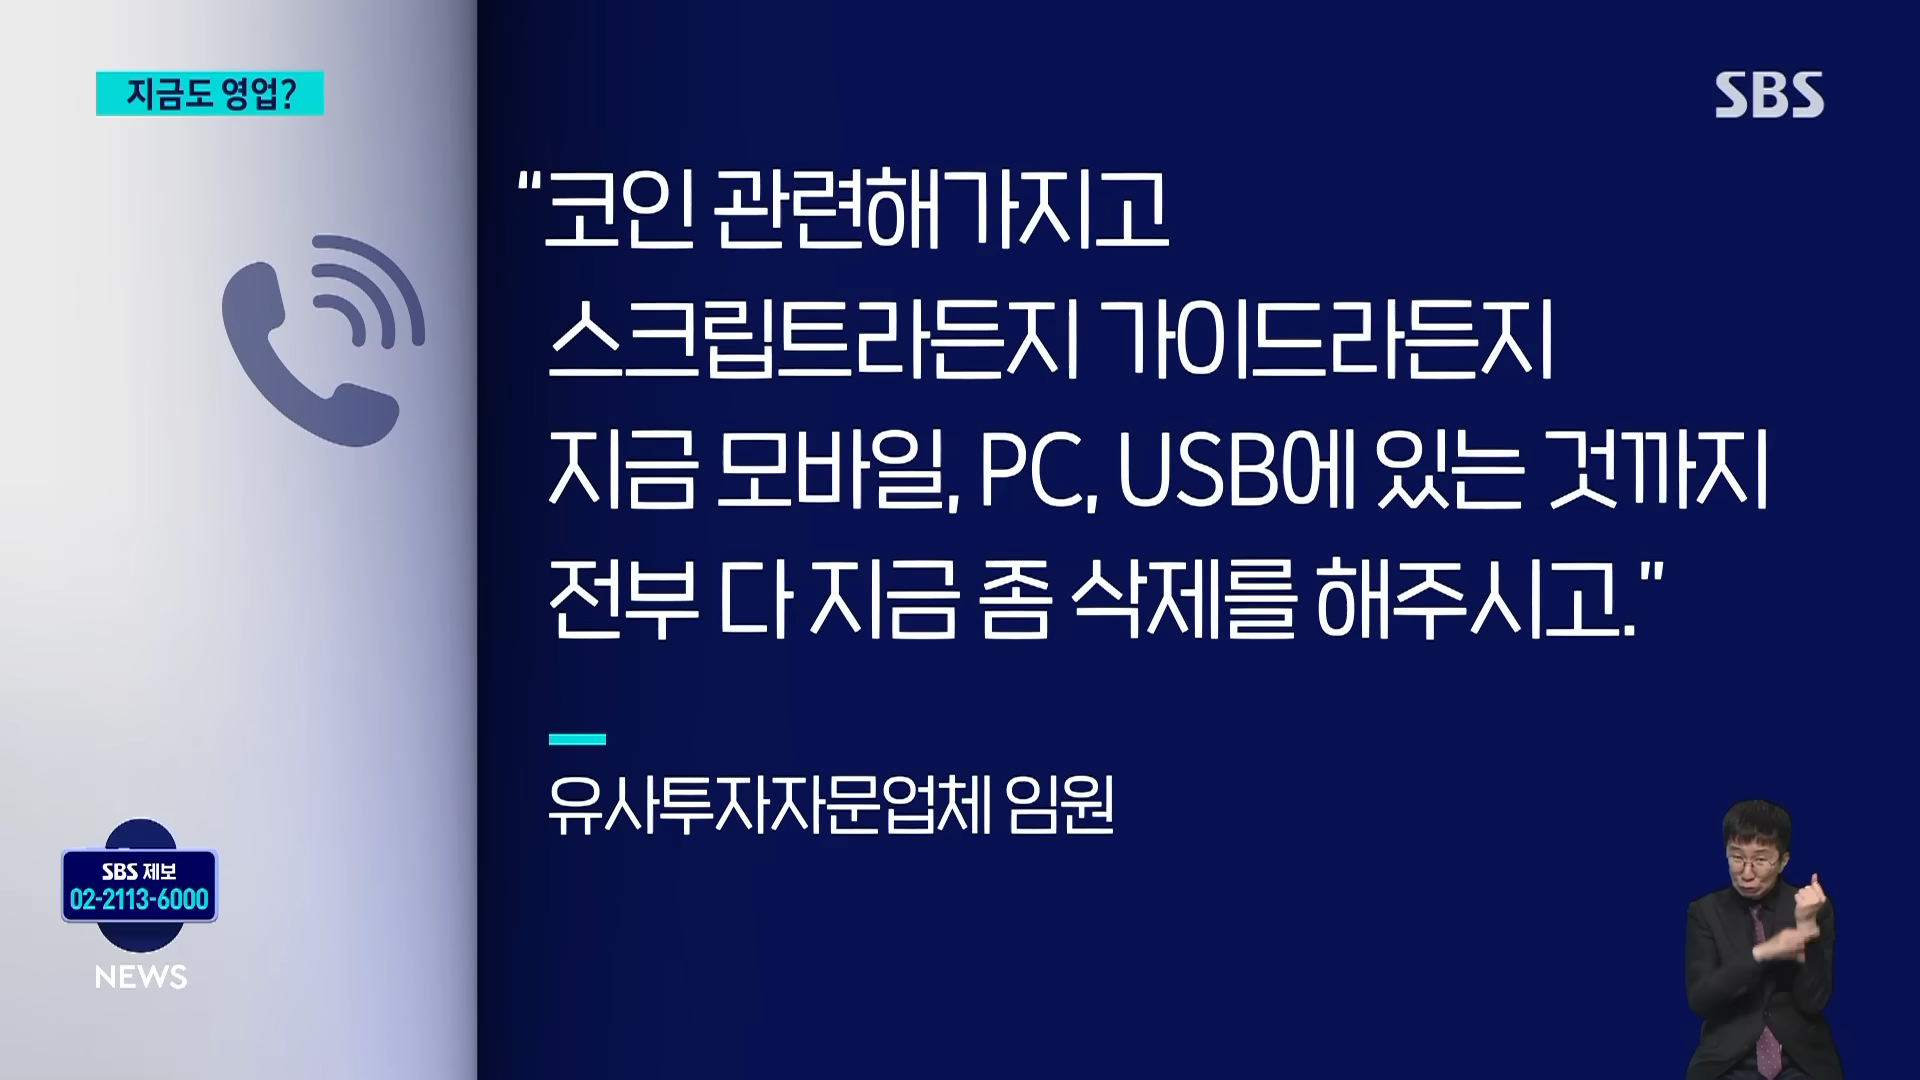 지금도 영업?
SBS
“코인 관련해가지고
스크립트라든지 가이드라든지
지금 모바일, PC, USB에 있는 것까지
전부 다 지금 좀 삭제를 해주시고.”
유사투자자문업체 임원
SBS 제보
02-2113-6000
NEWS